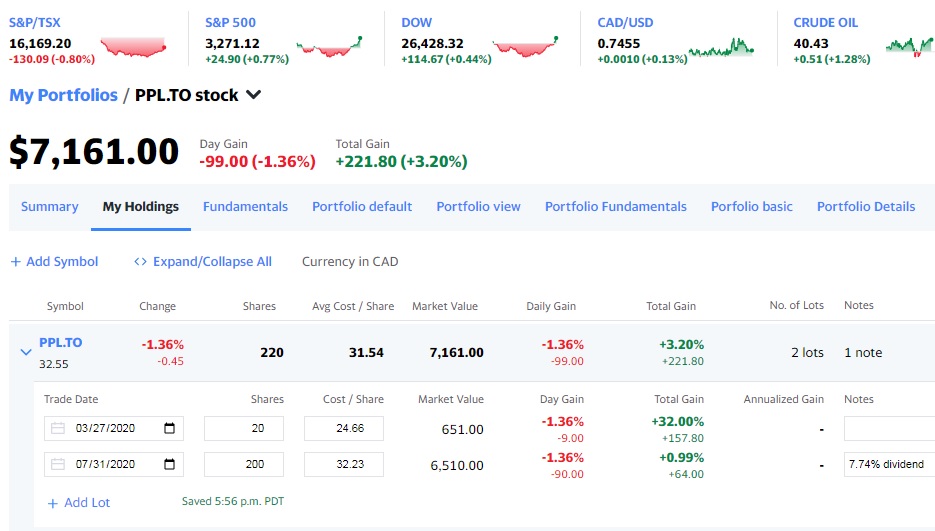 S&P/TSX S&P 500 DOW CAD/USD CRUDE OIL
16,169.20 3,271.12 26,428.32 0.7455 40.43
-130.09 (-0.80%) +24.90 (+0.77%) +114.67 (+0.44%) +0.0010 (+0.13%) +0.51 (+1.28%)
My Portfolios / PPL.TO stock
$7,161.00 Day Gain Total Gain
-99.00 (-1.36%) +221.80 (+3.20%)
Summary My Holdings Fundamentals Portfolio default Portfolio view Portfolio Fundamentals Porfolio basic Portfolio Details
+ Add Symbol <> Expand/Collapse All Currency in CAD
Symbol Change Shares Avg Cost / Share Market Value Daily Gain Total Gain No. of Lots Notes
PPL.TO -1.36% 220 31.54 7,161.00 -1.36% +3.20% 2 lots 1 note
32.55 -0.45 -99.00 +221.80
Trade Date Shares Cost / Share Market Value Day Gain Total Gain Annualized Gain Notes
03/27/2020 20 24.66 651.00 -1.36% +32.00% -
-9.00 +157.80
07/31/2020 200 32.23 6,510.00 -1.36% +0.99% - 7.74% dividend
-90.00 +64.00
+ Add Lot Saved 5:56 p.m. PDT